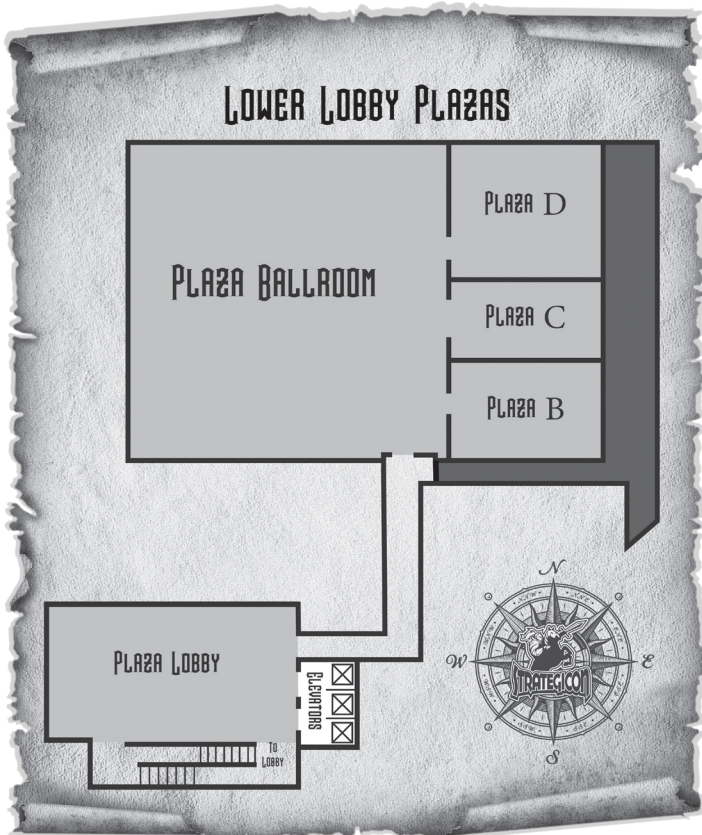 LOWER LOBBY PLAZAS
PLAZA BALLROOM
PLAZA D
PLAZA C
PLAZA B
PLAZA LOBBY
ELEVATORS
TO
LOBBY
N
W
E
S
STRATEGICON